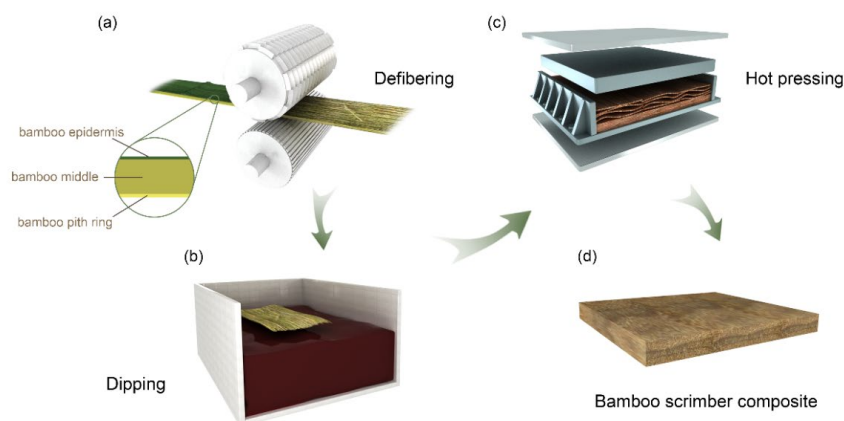 (a)
Defibering
bamboo epidermis
bamboo middle
bamboo pith ring
(b)
Dipping
(c)
Hot pressing
(d)
Bamboo scrimber composite